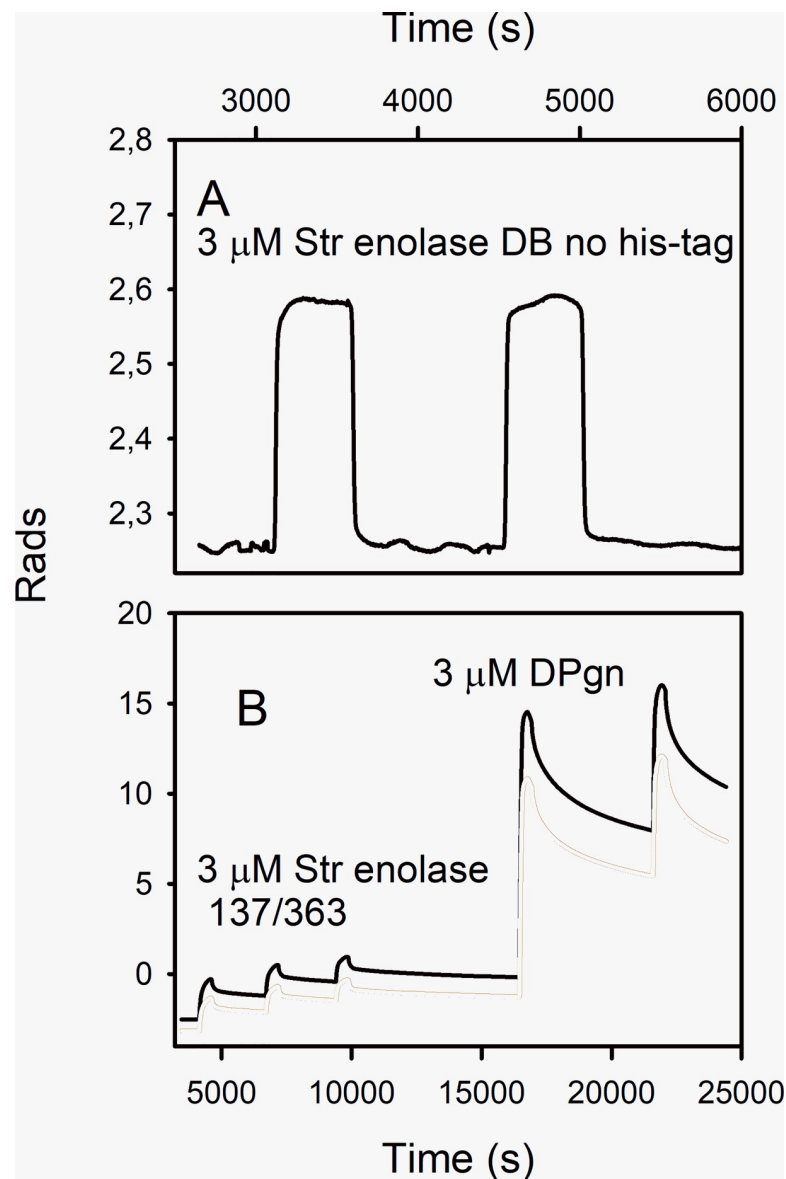 Time (s)
3000 4000 5000 6000
2,8
A
2,7
3 μM Str enolase DB no his-tag
2,6
2,5
2,4
2,3
Rads
20
3 μM DPgn
15
B
10
3 μM Str enolase
5
137/363
0
5000 10000 15000 20000 25000
Time (s)